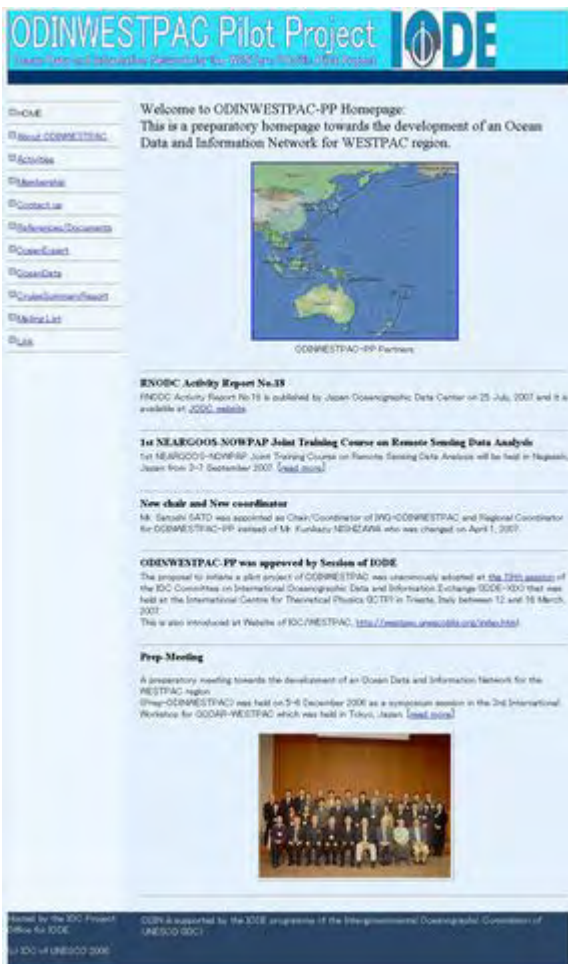 ODINWESTPAC Pilot Project IODE
Ocean Data and Information Network for the WESTern PACific Pilot Project
HOME
About ODINWESTPAC
Activities
Membership
Contact us
References/Documents
OceanExpert
OceanData
CruiseSummaryReport
Mailing List
Link
Welcome to ODINWESTPAC-PP Homepage:
This is a preparatory homepage towards the development of an Ocean
Data and Information Network for WESTPAC region.
ODINWESTPAC-PP Partners
RNODC Activity Report No.18
RNODC Activity Report No.18 is published by Japan Oceanographic Data Center on 25 July, 2007 and it is
available at JODC website.
1st NEARGOOS-NOWPAP Joint Training Course on Remote Sensing Data Analysis
1st NEARGOOS-NOWPAP Joint Training Course on Remote Sensing Data Analysis will be held in Nagasaki,
Japan from 3-7 September 2007. [read more]
New chair and New coordinator
Mr. Satoshi SATO was appointed as Chair/Coordinator of IWG-ODINWESTPAC and Regional Coordinator
for ODINWESTPAC-PP instead of Mr. Kunikazu NISHIZAWA who was changed on April 1, 2007.
ODINWESTPAC-PP was approved by Session of IODE
The proposal to initiate a pilot project of ODINWESTPAC was unanimously adopted at the 19th session of
the IOC Committee on International Oceanographic Data and Information Exchange (IODE-XIX) that was
held at the International Centre for Theoretical Physics (ICTP) in Trieste, Italy between 12 and 16 March,
2007.
This is also introduced at Website of IOC/WESTPAC,
Prep-Meeting
A preparatory meeting towards the development of an Ocean Data and Information Network for the
WESTPAC region
(Prep-ODINWESTPAC) was held on 5-6 December 2006 as a symposium session in the 3rd International
Workshop for GODAR-WESTPAC which was held in Tokyo, Japan. [read more]
Hosted by the IOC Project
Office for IODE
(c) IOC of UNESCO 2006
ODIN is supported by the IODE programme of the Intergovernmental Oceanographic Commission of
UNESCO (IOC)